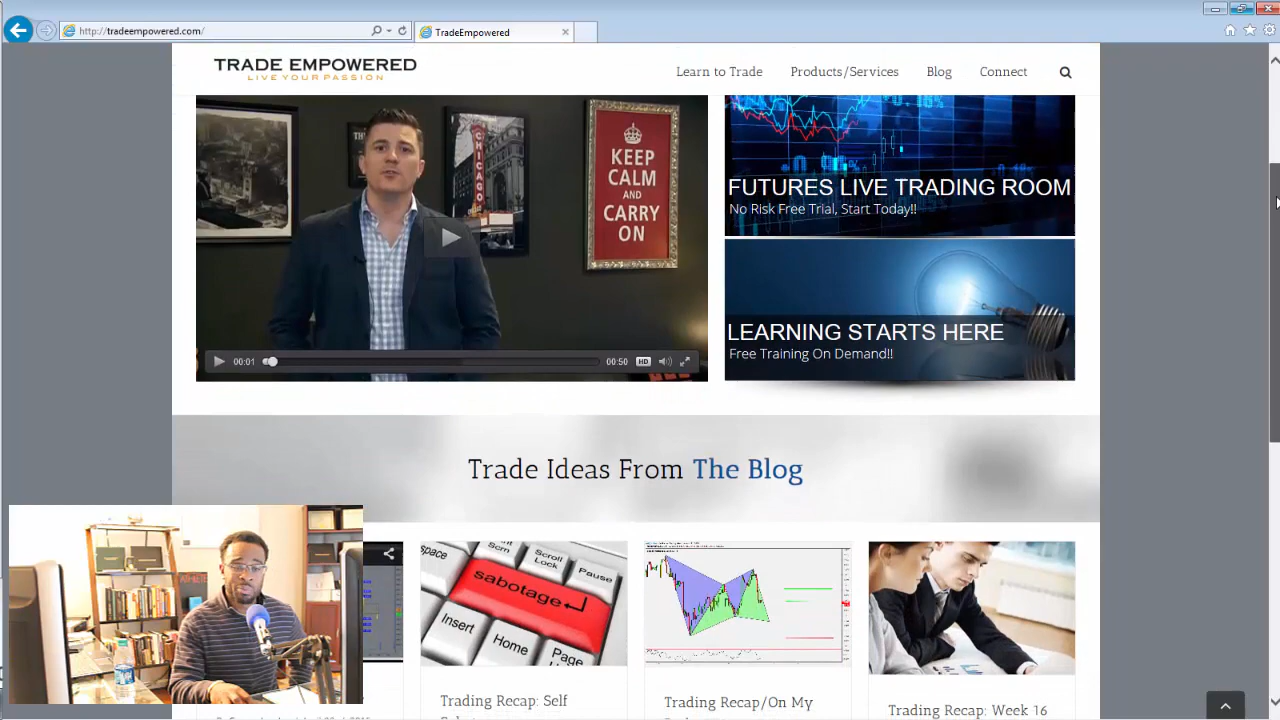 http://tradeempowered.com/
TradeEmpowered
TRADE EMPOWERED
LIVE YOUR PASSION
Learn to Trade
Products/Services
Blog
Connect
CHICAGO
KEEP
CALM
AND
CARRY
ON
00:01
00:50
HD
FUTURES LIVE TRADING ROOM
No Risk Free Trial, Start Today!!
LEARNING STARTS HERE
Free Training On Demand!!
Trade Ideas From The Blog
Scroll
Lock
Pause
sabotage
Insert
Home
Page
Trading Recap: Self
Trading Recap/On My
Trading Recap: Week 16